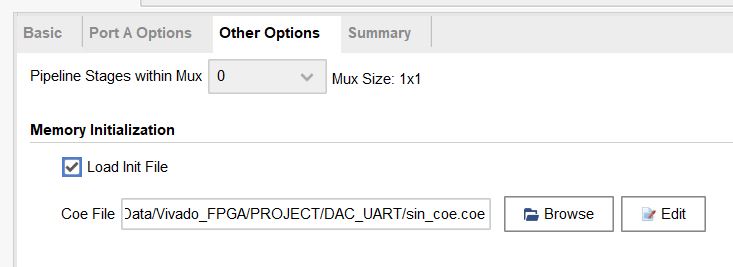 Basic Port A Options Other Options Summary
Pipeline Stages within Mux 0 Mux Size: 1x1
Memory Initialization
Load Init File
Coe File Data/Vivado_FPGA/PROJECT/DAC_UART/sin_coe.coe Browse Edit